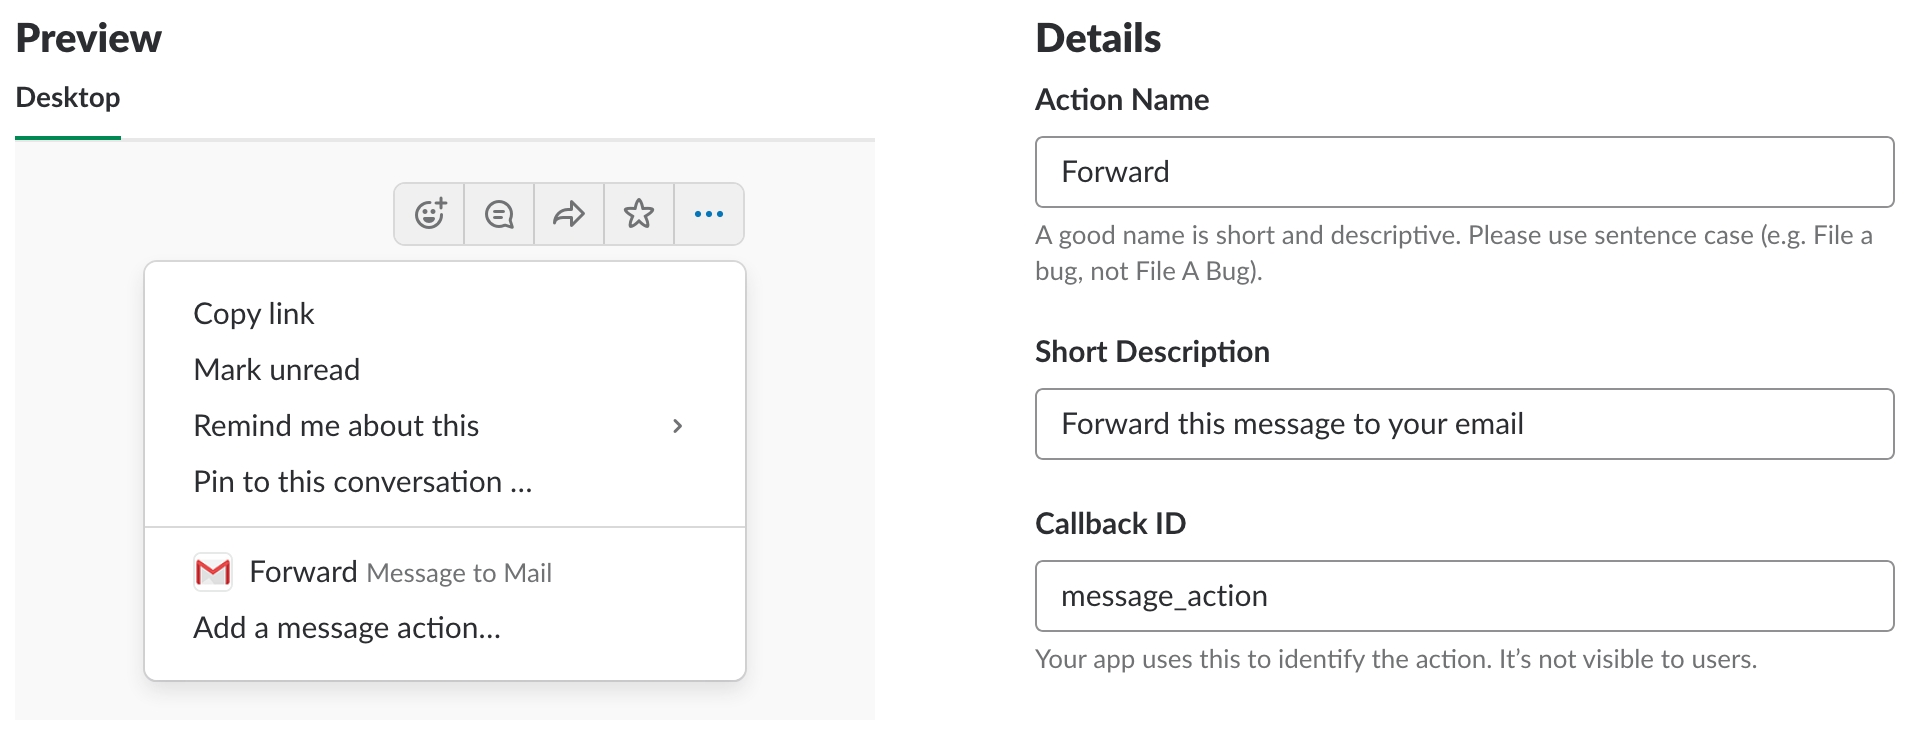 Preview
Desktop
Copy link
Mark unread
Remind me about this
Pin to this conversation ...
Forward Message to Mail
Add a message action...
Details
Action Name
Forward
A good name is short and descriptive. Please use sentence case (e.g. File a
bug, not File A Bug).
Short Description
Forward this message to your email
Callback ID
message_action
Your app uses this to identify the action. It’s not visible to users.